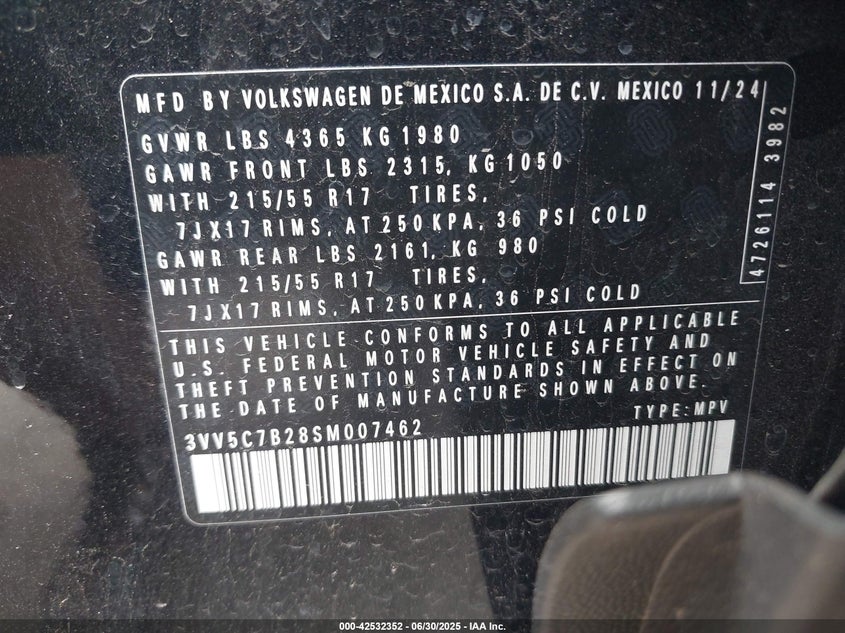 MFD BY VOLKSWAGEN DE MEXICO S.A. DE C.V. MEXICO 11/24
GVWR LBS 4365 KG 1980
GAWR FRONT LBS 2315, KG 1050
WITH 215/55 R17 TIRES,
7JX17 RIMS, AT 250 KPA, 36 PSI COLD
GAWR REAR LBS 2161, KG 980
WITH 215/55 R17 TIRES,
7JX17 RIMS, AT 250 KPA, 36 PSI COLD
4726114 3982
THIS VEHICLE CONFORMS TO ALL APPLICABLE
U.S. FEDERAL MOTOR VEHICLE SAFETY AND
THEFT PREVENTION STANDARDS IN EFFECT ON
THE DATE OF MANUFACTURE SHOWN ABOVE.
3VV5C7B28SM007462 TYPE: MPV
000-42532352 - 06/30/2025 - IAA Inc.